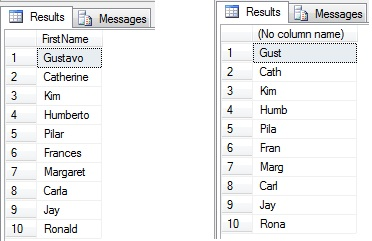 Results Messages
FirstName
1 Gustavo
2 Catherine
3 Kim
4 Humberto
5 Pilar
6 Frances
7 Margaret
8 Carla
9 Jay
10 Ronald
Results Messages
(No column name)
1 Gust
2 Cath
3 Kim
4 Humb
5 Pila
6 Fran
7 Marg
8 Carl
9 Jay
10 Rona